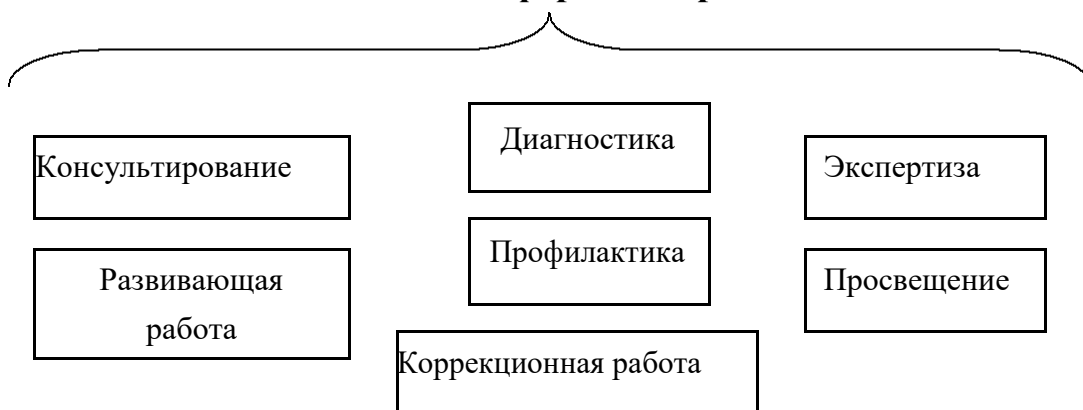 Консультирование
Диагностика
Экспертиза
Развивающая
работа
Профилактика
Просвещение
Коррекционная работа